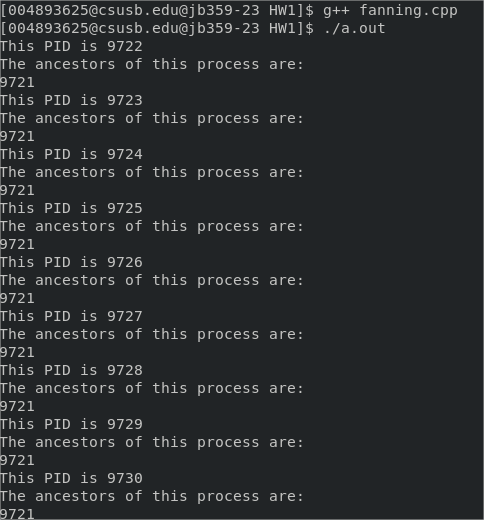 [004893625@csusb.edu@jb359-23 HW1]$ g++ fanning.cpp
[004893625@csusb.edu@jb359-23 HW1]$ ./a.out
This PID is 9722
The ancestors of this process are:
9721
This PID is 9723
The ancestors of this process are:
9721
This PID is 9724
The ancestors of this process are:
9721
This PID is 9725
The ancestors of this process are:
9721
This PID is 9726
The ancestors of this process are:
9721
This PID is 9727
The ancestors of this process are:
9721
This PID is 9728
The ancestors of this process are:
9721
This PID is 9729
The ancestors of this process are:
9721
This PID is 9730
The ancestors of this process are:
9721